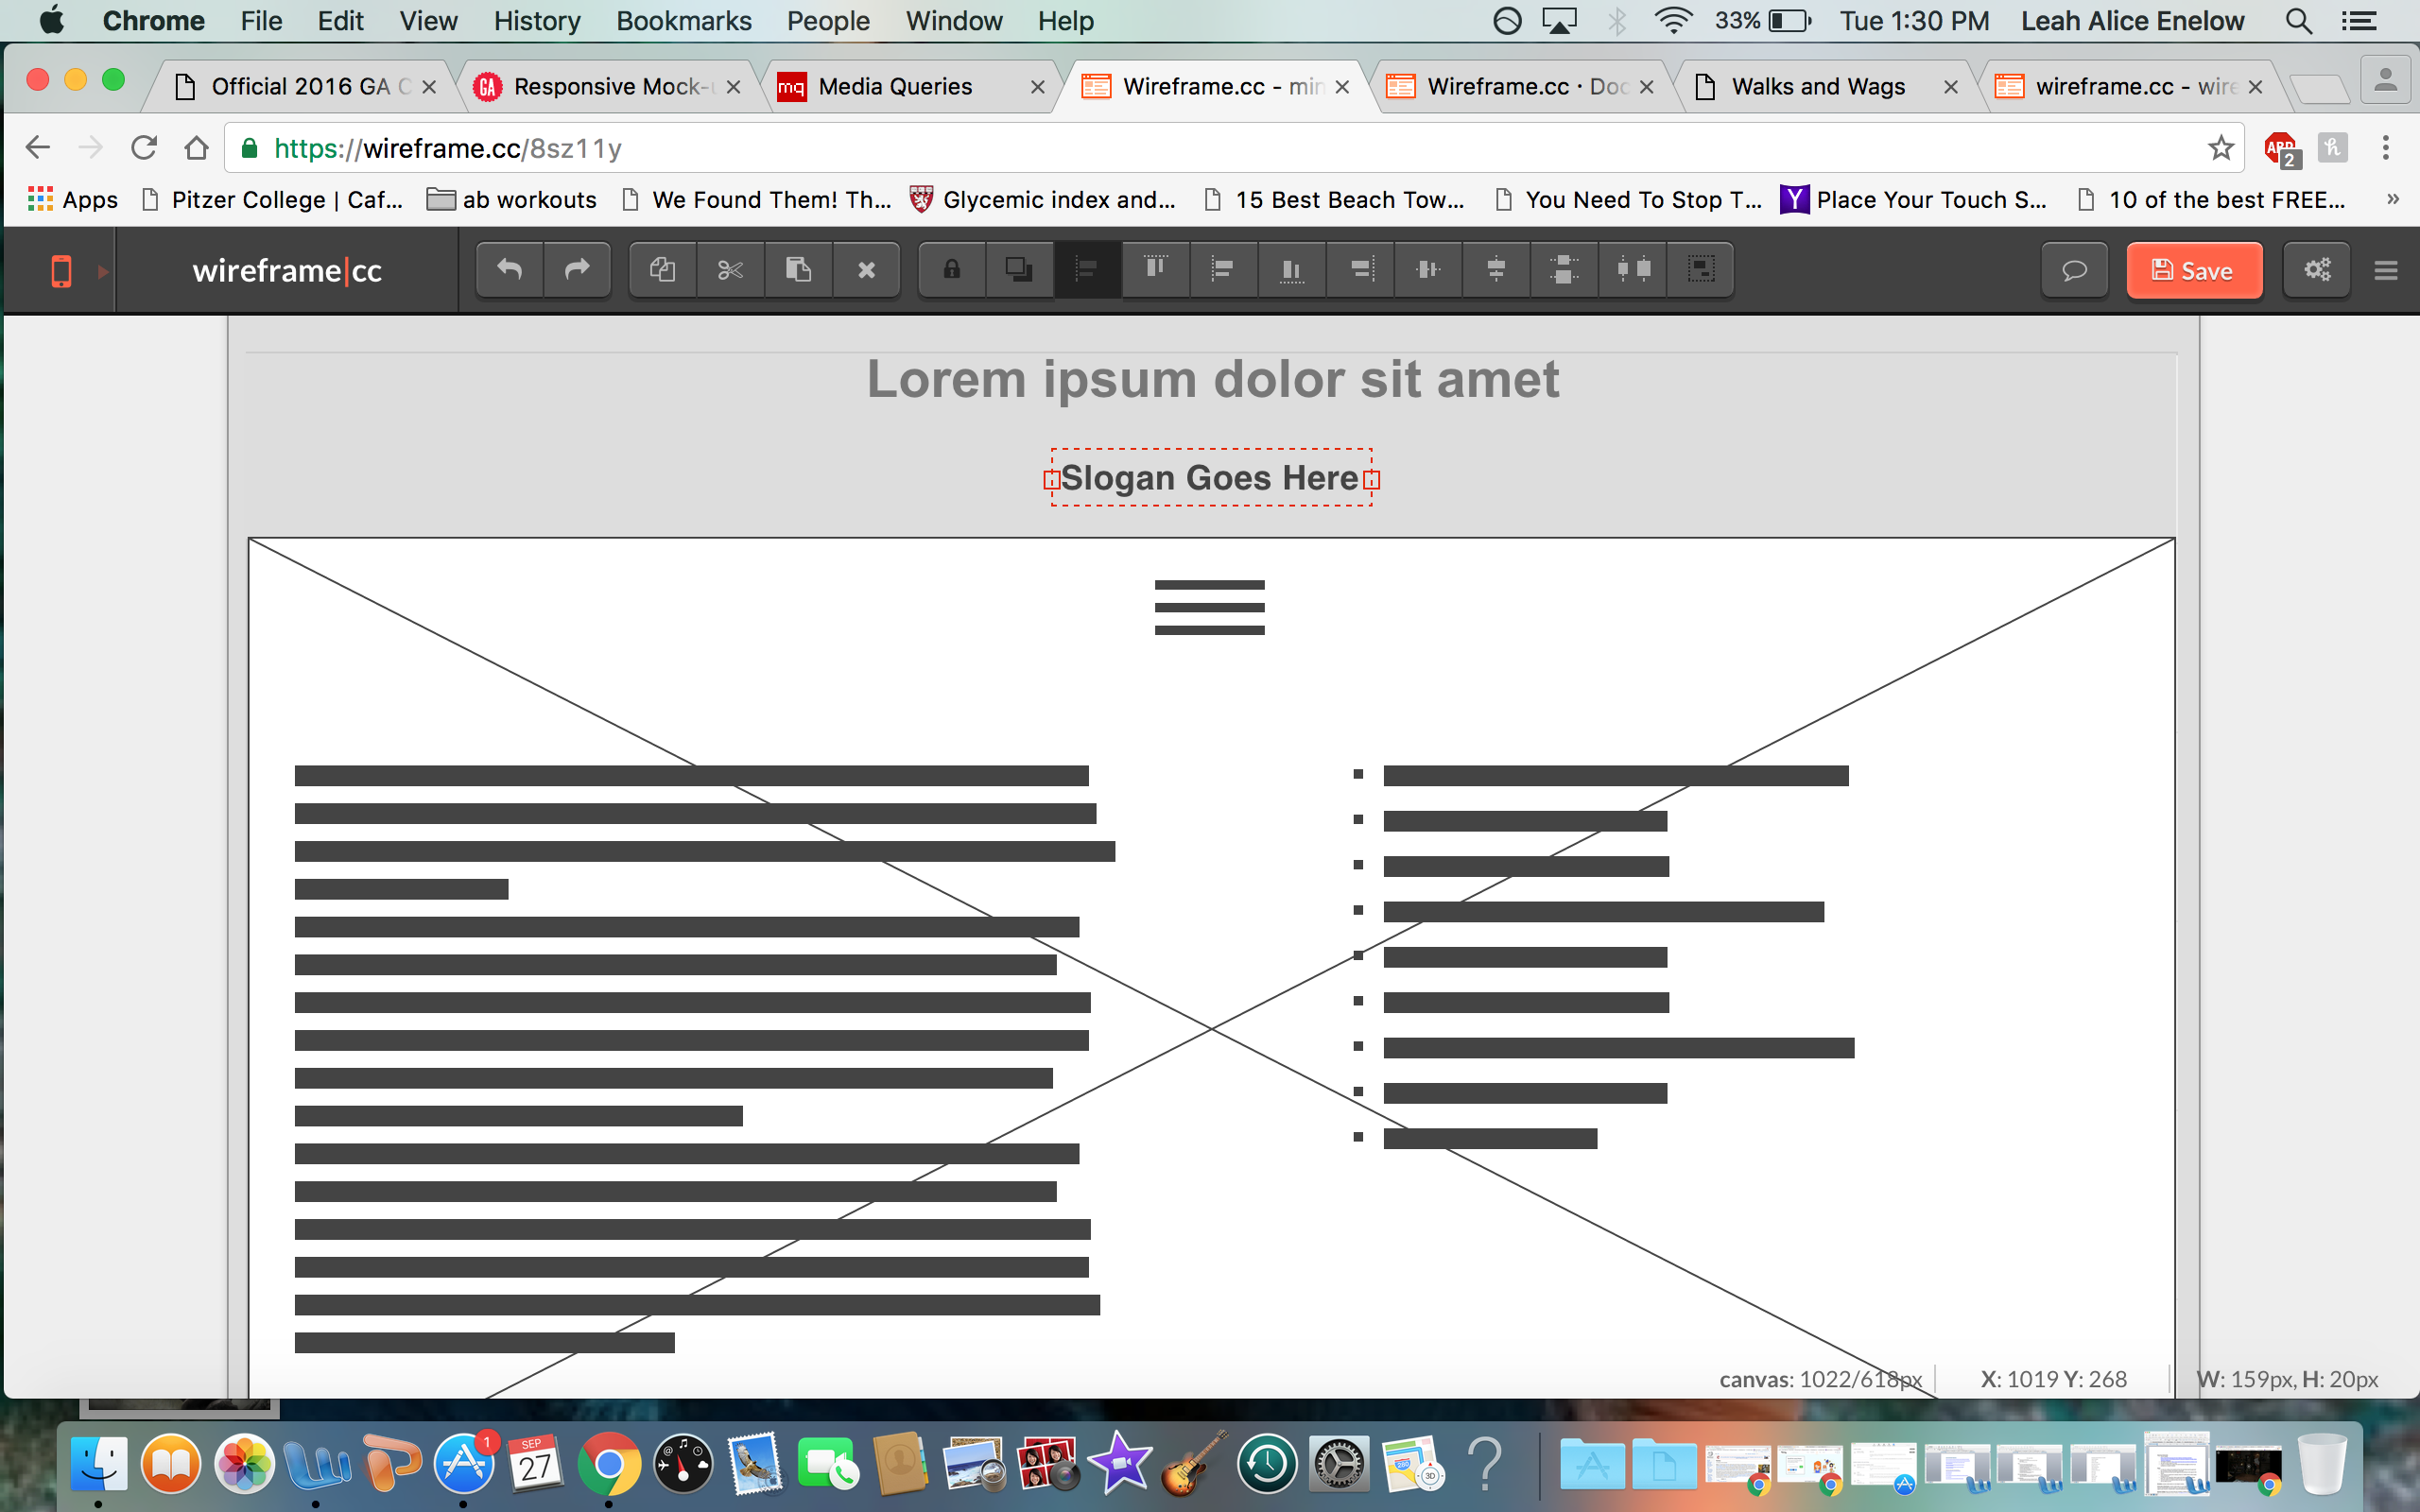 Chrome File Edit View History Bookmarks People Window Help 33% Tue 1:30 PM Leah Alice Enelow
Official 2016 GA C Responsive Mock-u Media Queries Wireframe.cc - min Wireframe.cc · Doc Walks and Wags wireframe.cc - wire
https://wireframe.cc/8sz11y ABP 2
Apps Pitzer College | Caf... ab workouts We Found Them! Th... Glycemic index and... 15 Best Beach Tow... You Need To Stop T... Place Your Touch S... 10 of the best FREE... »
wireframe|cc Save
Lorem ipsum dolor sit amet
Slogan Goes Here
canvas: 1022/618px X: 1019 Y: 268 W: 159px, H: 20px
1 SEP 27